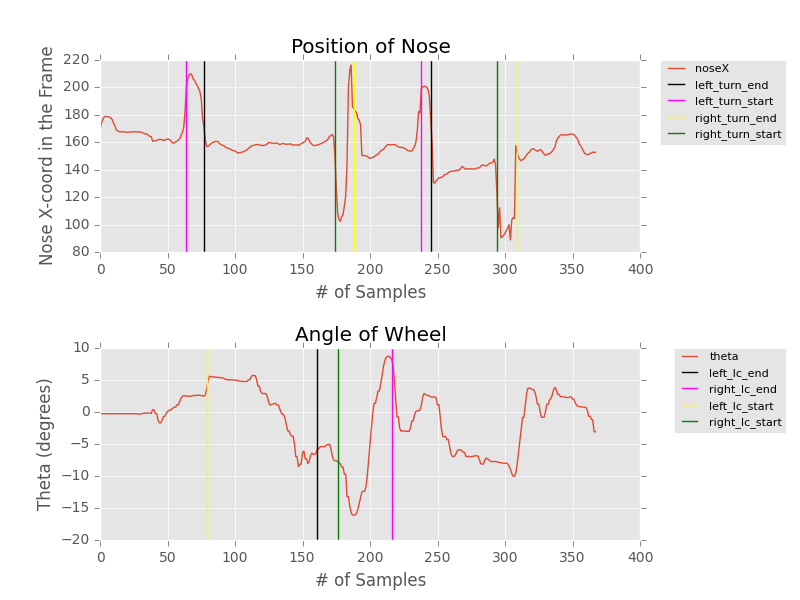 Position of Nose
220
200
180
160
140
120
100
80
Nose X-coord in the Frame
0 50 100 150 200 250 300 350 400
# of Samples
noseX
left_turn_end
left_turn_start
right_turn_end
right_turn_start
Angle of Wheel
10
5
0
−5
−10
−15
−20
Theta (degrees)
0 50 100 150 200 250 300 350 400
# of Samples
theta
left_lc_end
right_lc_end
left_lc_start
right_lc_start